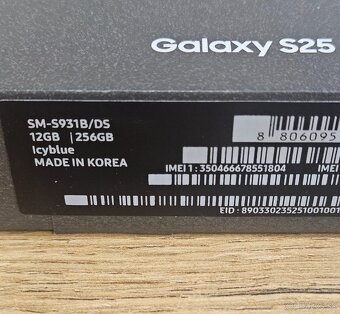 Galaxy S25
SM-S931B/DS
12GB | 256GB
Icyblue
MADE IN KOREA
8 806095
IMEI 1 : 350466678551804
IMEI
EID : 89033023525100100